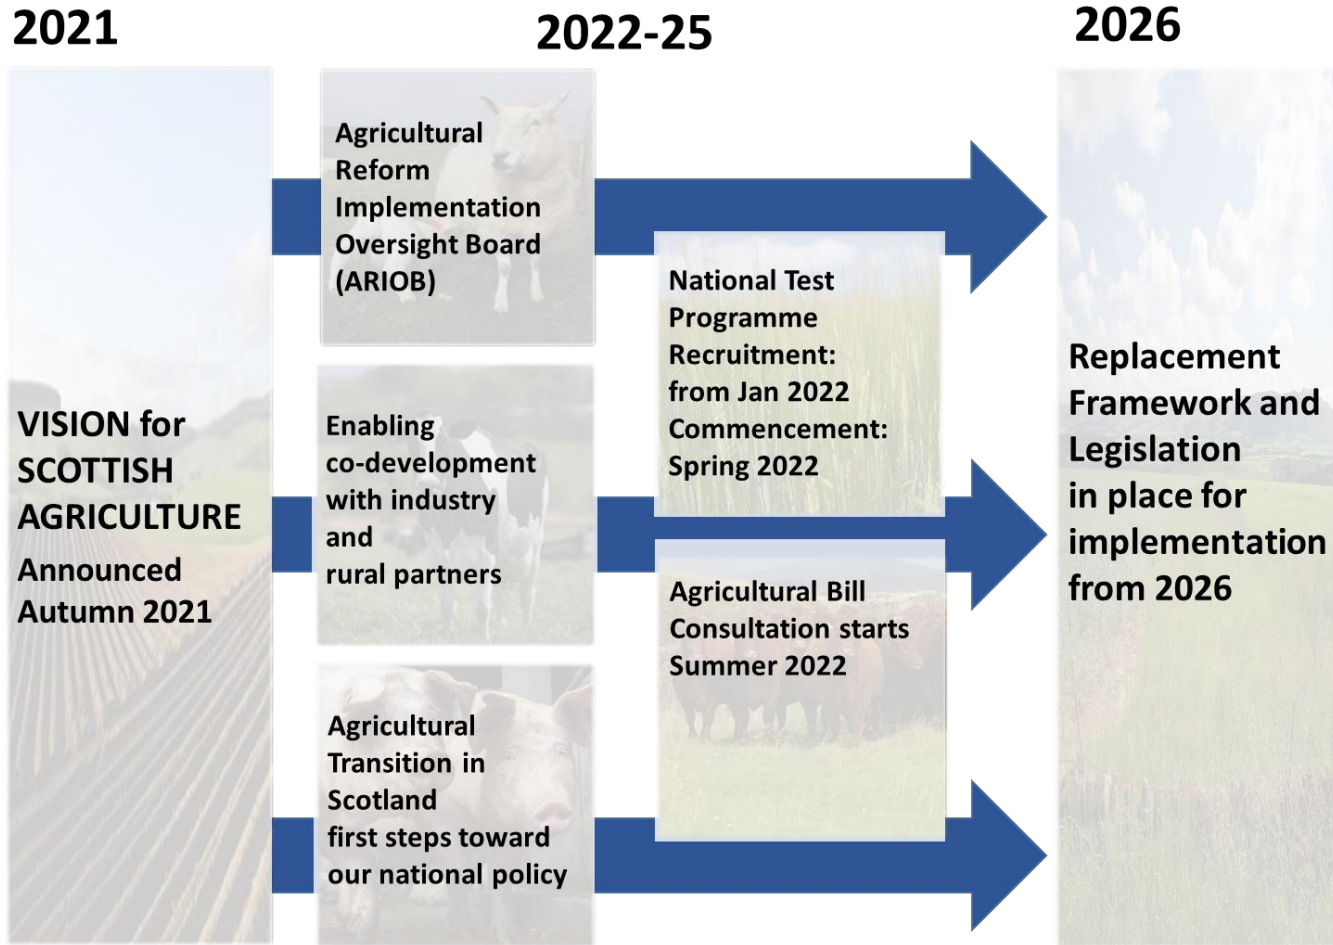 2021
2022-25
2026
VISION for
SCOTTISH
AGRICULTURE
Announced
Autumn 2021
Agricultural
Reform
Implementation
Oversight Board
(ARIOB)
Enabling
co-development
with industry
and
rural partners
Agricultural
Transition in
Scotland
first steps toward
our national policy
National Test
Programme
Recruitment:
from Jan 2022
Commencement:
Spring 2022
Agricultural Bill
Consultation starts
Summer 2022
Replacement
Framework and
Legislation
in place for
implementation
from 2026